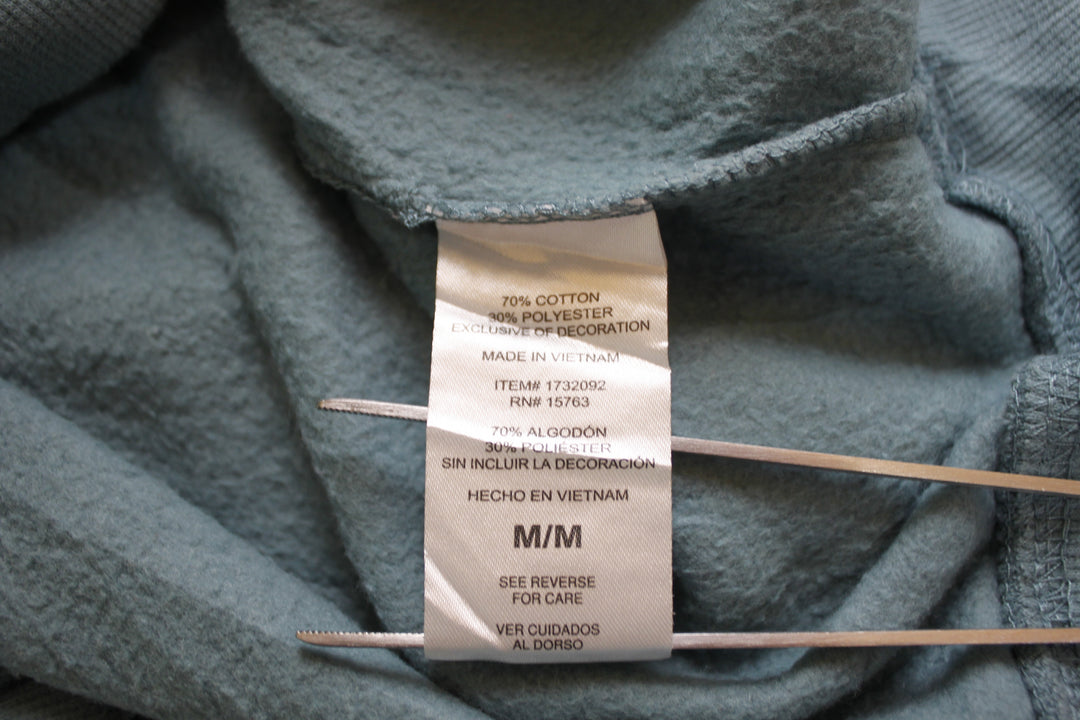 70% COTTON
30% POLYESTER
EXCLUSIVE OF DECORATION
MADE IN VIETNAM
ITEM# 1732092
RN# 15763
70% ALGODÓN
30% POLIÉSTER
SIN INCLUIR LA DECORACIÓN
HECHO EN VIETNAM
M/M
SEE REVERSE
FOR CARE
VER CUIDADOS
AL DORSO